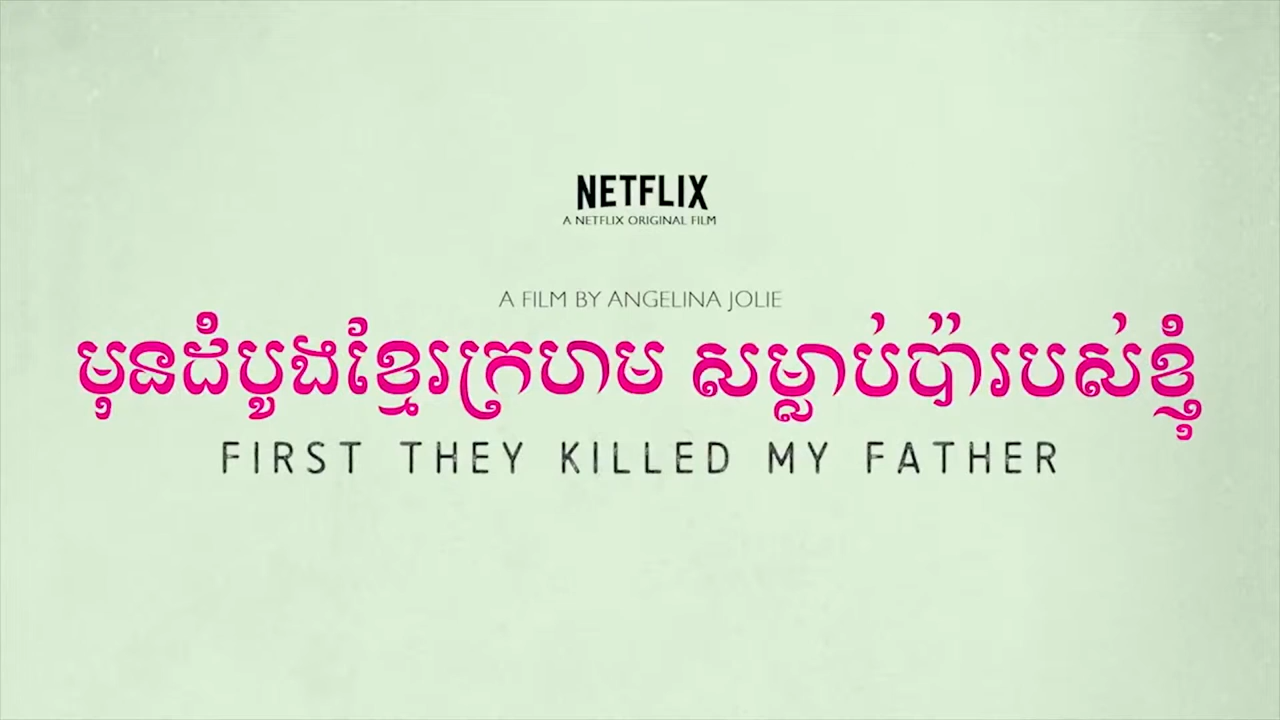 NETFLIX
A NETFLIX ORIGINAL FILM
A FILM BY ANGELINA JOLIE
មុនដំបូងខ្មែរក្រហម សម្លាប់ប៉ារបស់ខ្ញុំ
FIRST THEY KILLED MY FATHER